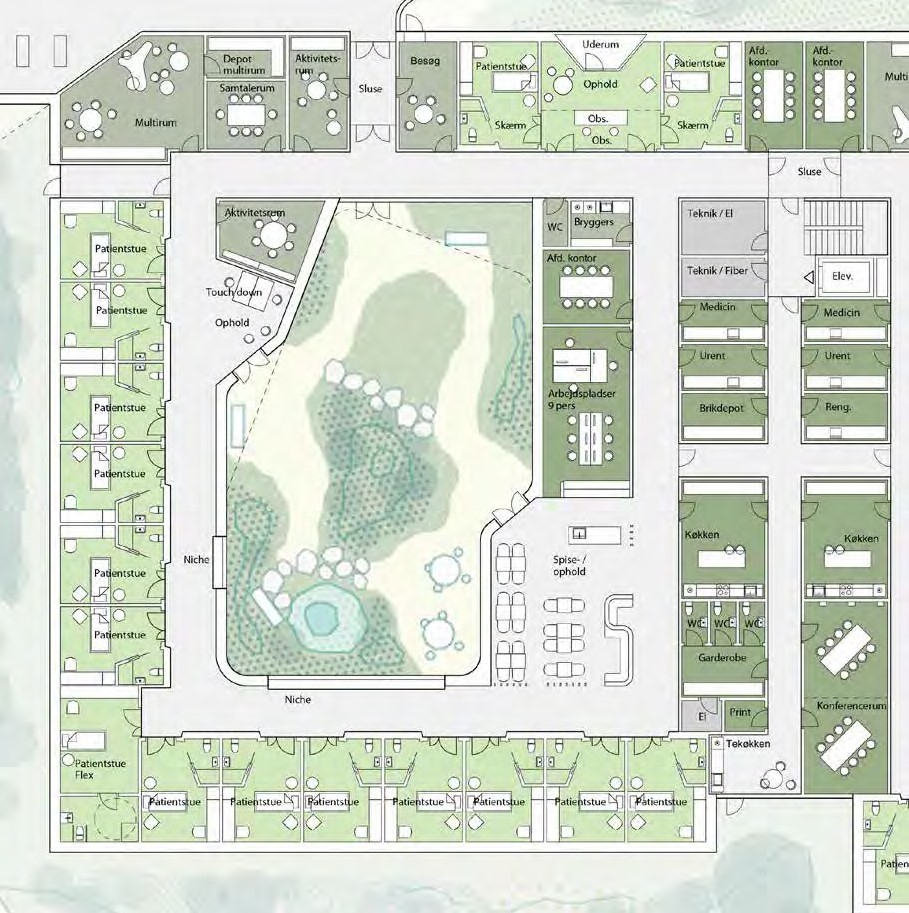 Uderum
Depot
multirum
Aktivitets-
rum
Besøg
Patientstue
Ophold
Patientstue
Afd.
kontor
Afd.-
kontor
Multi
Samtalerum
Sluse
Multirum
Skærm
Obs.
Obs.
Skærm
Sluse
Aktivitetsrum
WC
Bryggers
Teknik / El
Patientstue
Afd. kontor
Teknik / Fiber
Elev.
Touch down
Patientstue
Ophold
Medicin
Medicin
Urent
Urent
Arbejdspladser
9 pers
Patientstue
Brikdepot
Reng.
Patientstue
Køkken
Køkken
Niche
Spise- /
ophold
Patientstue
WC
WC
WC
Patientstue
Garderobe
Niche
El
Print
Konferencerum
Patientstue
Flex
Tekøkken
Patientstue
Patientstue
Patientstue
Patientstue
Patientstue
Patientstue
Patientstue
Patien